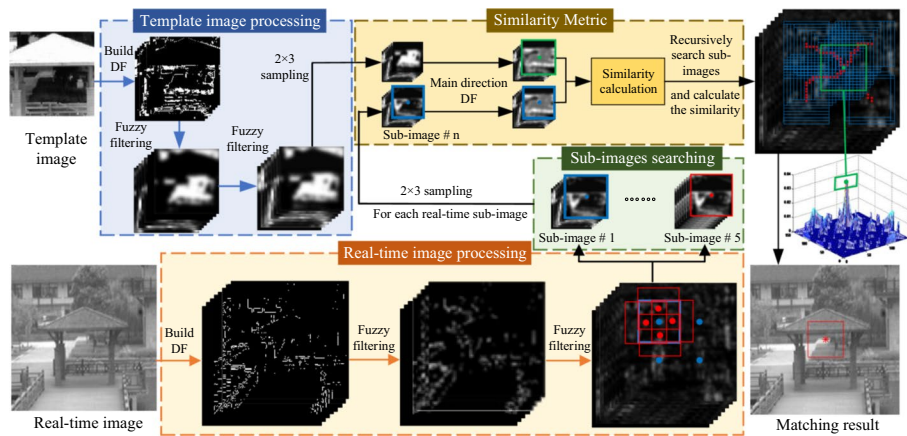 Template image processing
Similarity Metric
Build
DF
Fuzzy
filtering
Fuzzy
filtering
2×3
sampling
Template
image
Main direction
DF
Sub-image # n
Similarity
calculation
Recursively
search sub-
images
and calculate
the similarity
Sub-images searching
2×3 sampling
For each real-time sub-image
......
Sub-image # 1
Sub-image # 5
Real-time image processing
Build
DF
Fuzzy
filtering
Fuzzy
filtering
Real-time image
Matching result